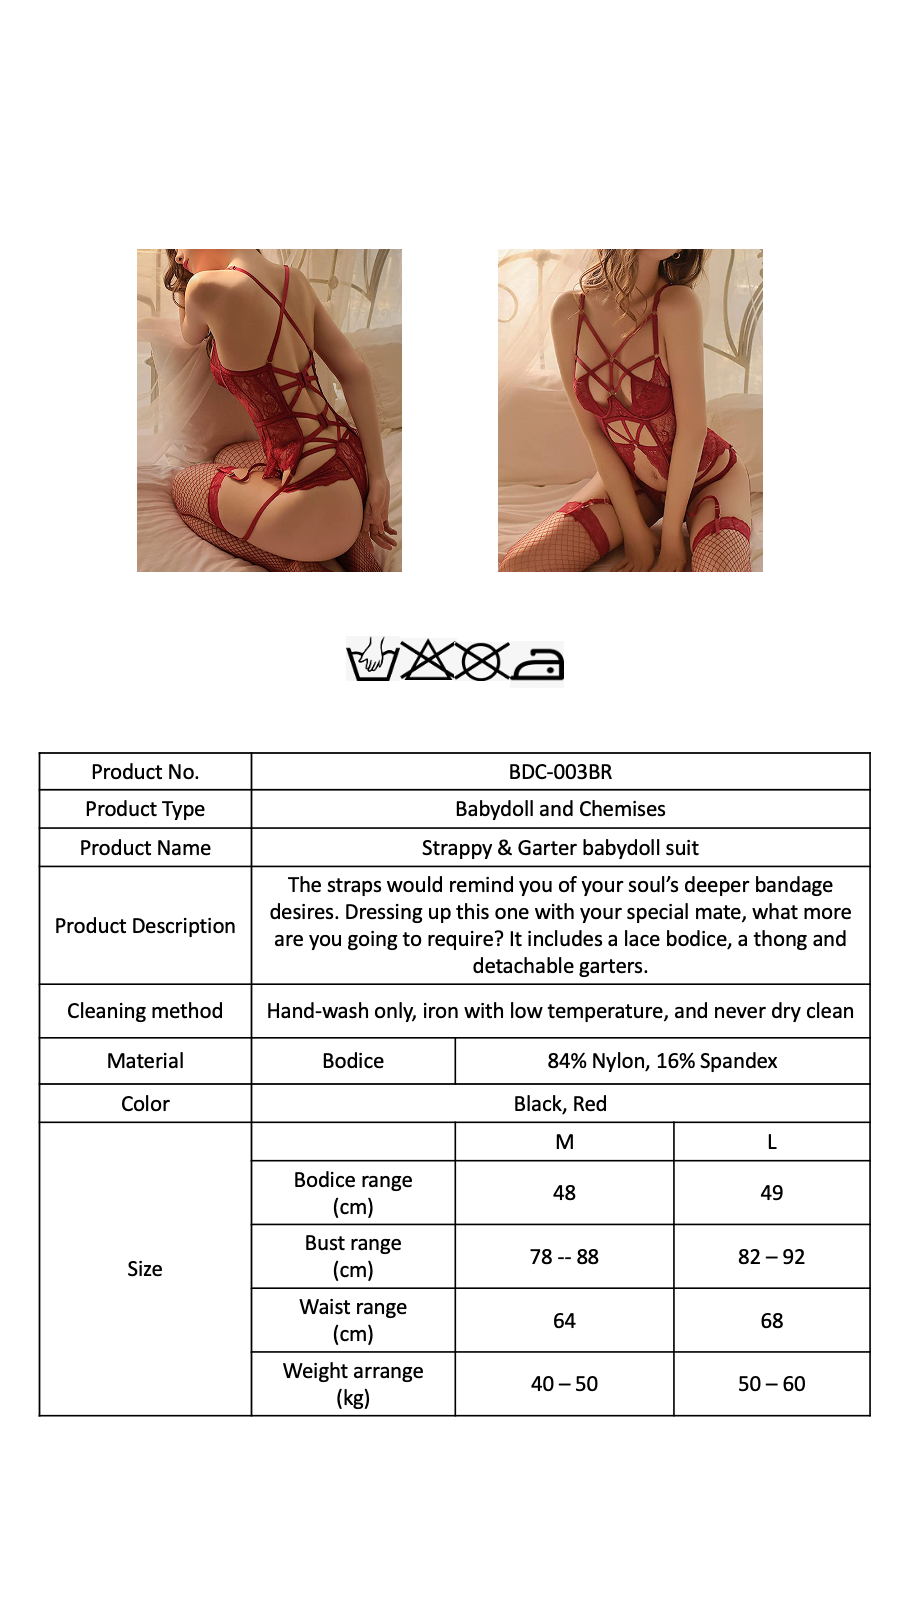 Product No.
BDC-003BR
Product Type
Babydoll and Chemises
Product Name
Strappy & Garter babydoll suit
Product Description
The straps would remind you of your soul’s deeper bandage
desires. Dressing up this one with your special mate, what more
are you going to require? It includes a lace bodice, a thong and
detachable garters.
Cleaning method
Hand-wash only, iron with low temperature, and never dry clean
Material
Bodice
84% Nylon, 16% Spandex
Color
Black, Red
Size
M
L
Bodice range
(cm)
48
49
Bust range
(cm)
78 -- 88
82 – 92
Waist range
(cm)
64
68
Weight arrange
(kg)
40 – 50
50 – 60